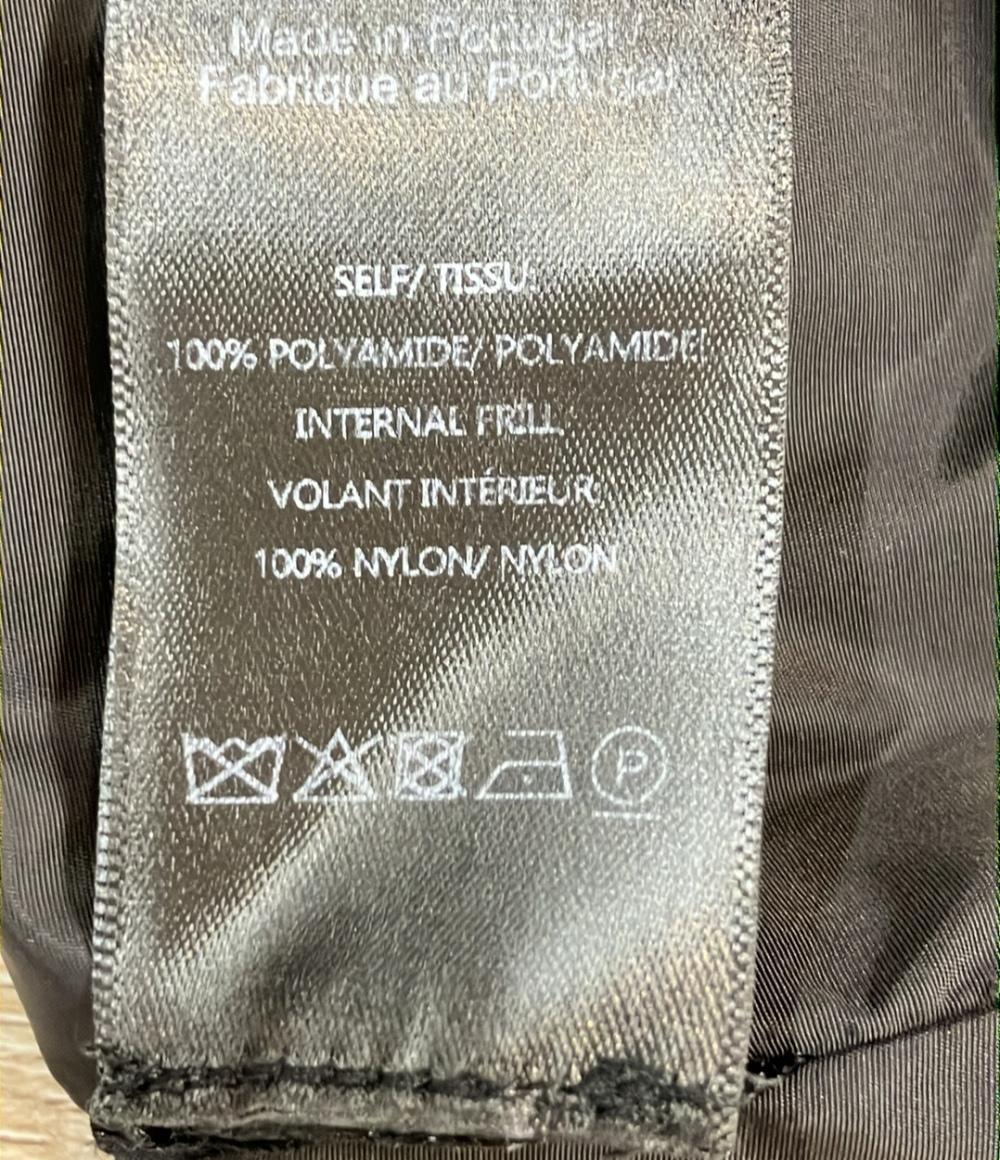 Made in Portugal /
Fabrique au Portugal
SELF/ TISSU:
100% POLYAMIDE/ POLYAMIDE
INTERNAL FRILL
VOLANT INTÉRIEUR
100% NYLON/ NYLON
P